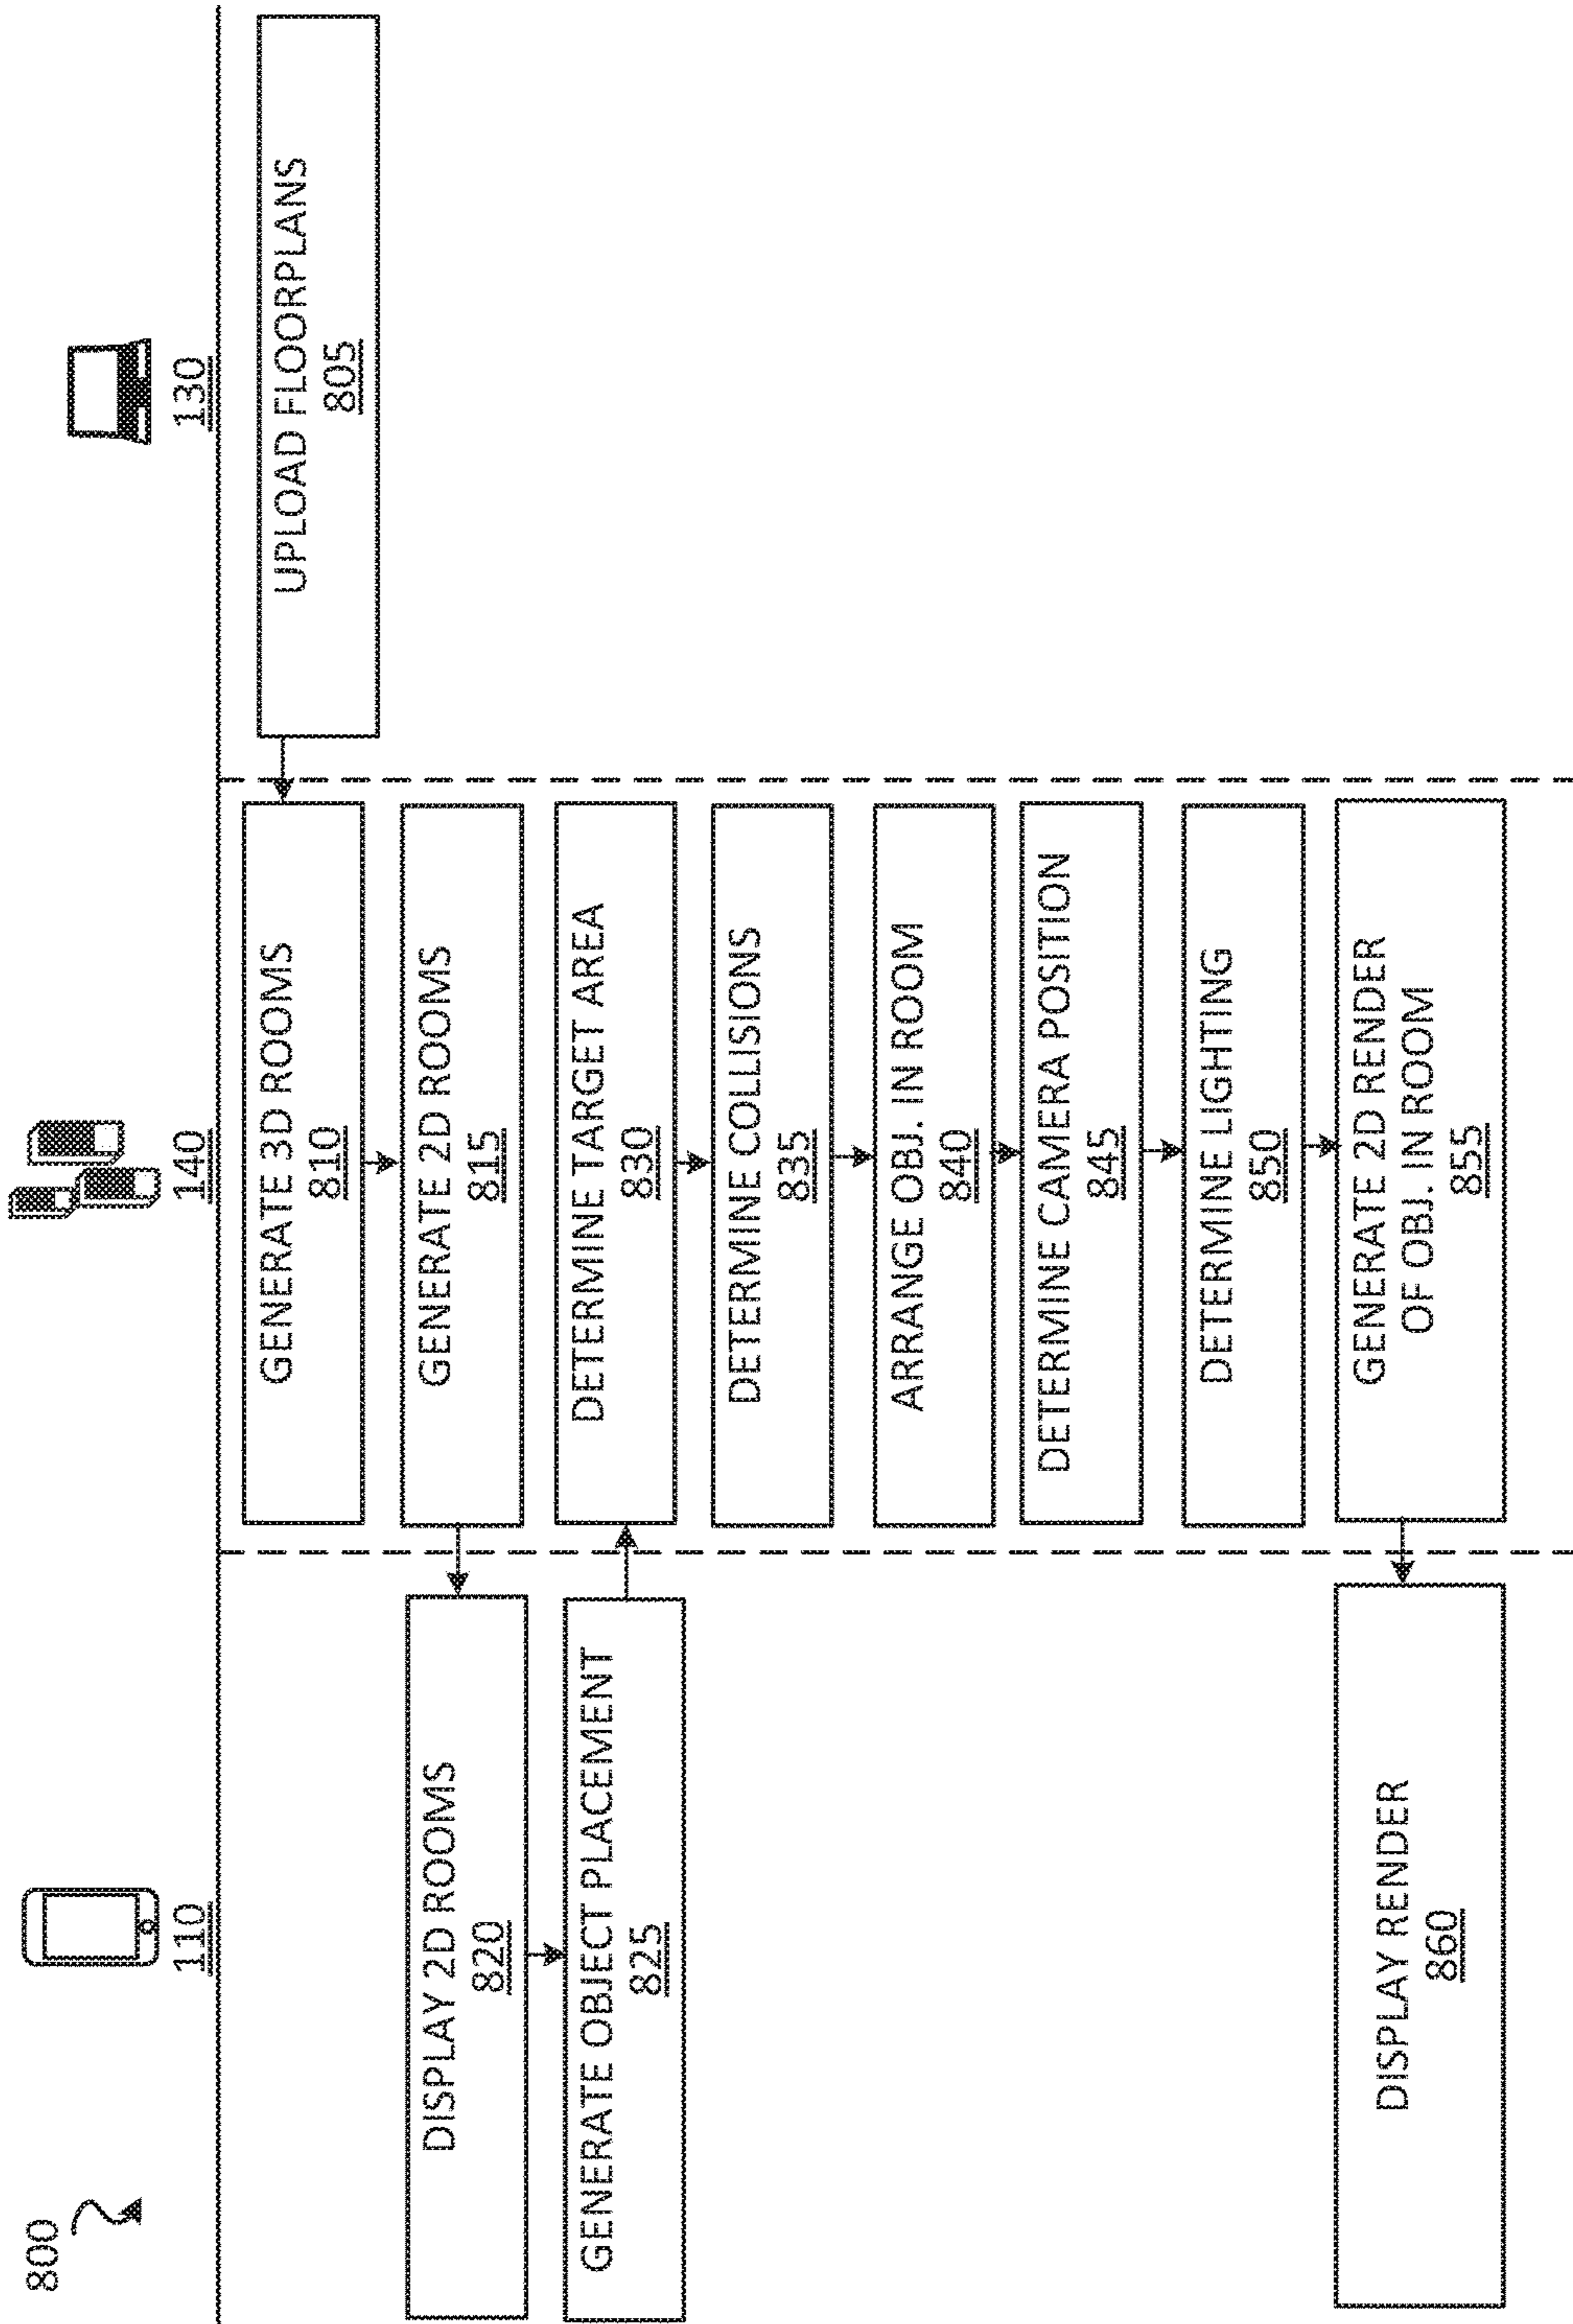 800
110
140
130
UPLOAD FLOORPLANS
805
GENERATE 3D ROOMS
810
GENERATE 2D ROOMS
815
DISPLAY 2D ROOMS
820
GENERATE OBJECT PLACEMENT
825
DETERMINE TARGET AREA
830
DETERMINE COLLISIONS
835
ARRANGE OBJ. IN ROOM
840
DETERMINE CAMERA POSITION
845
DETERMINE LIGHTING
850
GENERATE 2D RENDER
OF OBJ. IN ROOM
855
DISPLAY RENDER
860